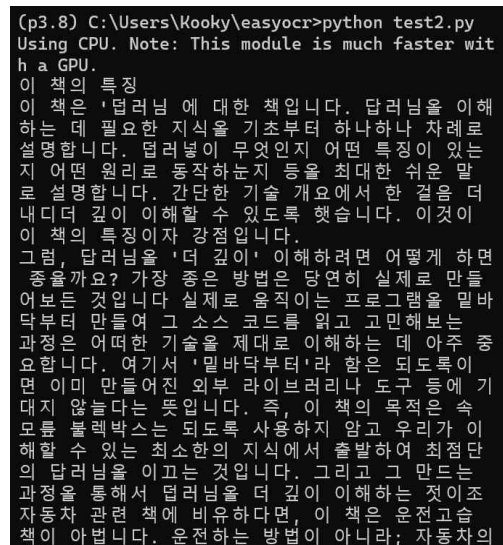 (p3.8) C:\Users\Kooky\easyocr>python test2.py
Using CPU. Note: This module is much faster wit
h a GPU.
이 책의 특징
이 책은 '덥러님 에 대한 책입니다. 답러님올 이해
하는 데 필요한 지식올 기초부터 하나하나 차례로
설명합니다. 덥러넣이 무엇인지 어떤 특징이 있는
지 어떤 원리로 동작하눈지 등올 최대한 쉬운 말
로 설명합니다. 간단한 기술 개요에서 한 걸음 더
내디더 깊이 이해할 수 있도록 햇습니다. 이것이
이 책의 특징이자 강점입니다.
그럼, 답러님올 '더 깊이' 이해하려면 어떻게 하면
종율까요? 가장 종은 방법은 당연히 실제로 만들
어보든 것입니다 실제로 움직이는 프로그램올 밑바
닥부터 만들여 그 소스 코드름 읽고 고민해보는
과정은 어떠한 기술을 제대로 이해하는 데 아주 중
요합니다. 여기서 '밑바닥부터'라 함은 되도록이
면 이미 만들어진 외부 라이브러리나 도구 등에 기
대지 않늘다는 뜻입니다. 즉, 이 책의 목적은 속
모릎 불렉박스는 되도록 사용하지 암고 우리가 이
해할 수 있는 최소한의 지식에서 출발하여 최점단
의 답러님올 이끄는 것입니다. 그리고 그 만드는
과정올 통해서 덥러님올 더 깊이 이해하는 젓이조
자동차 관련 책에 비유하다면, 이 책은 운전고습
책이 아법니다. 운전하는 방법이 아니라; 자동차의